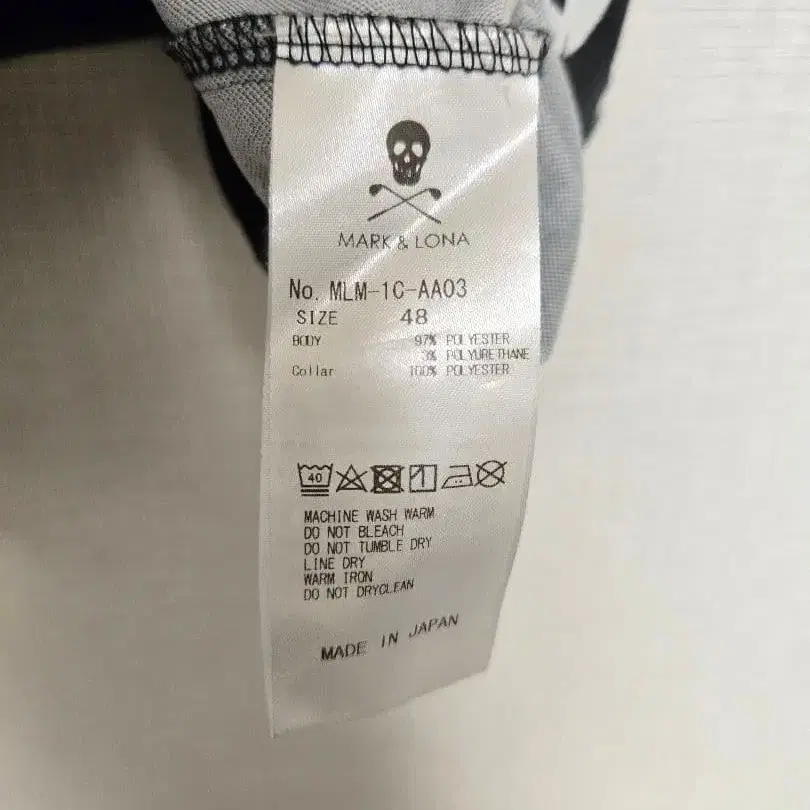 MARK & LONA
No. MLM-1C-AA03
SIZE 48
BODY 97% POLYESTER
3% POLYURETHANE
Collar 100% POLYESTER
40
MACHINE WASH WARM
DO NOT BLEACH
DO NOT TUMBLE DRY
LINE DRY
WARM IRON
DO NOT DRYCLEAN
MADE IN JAPAN